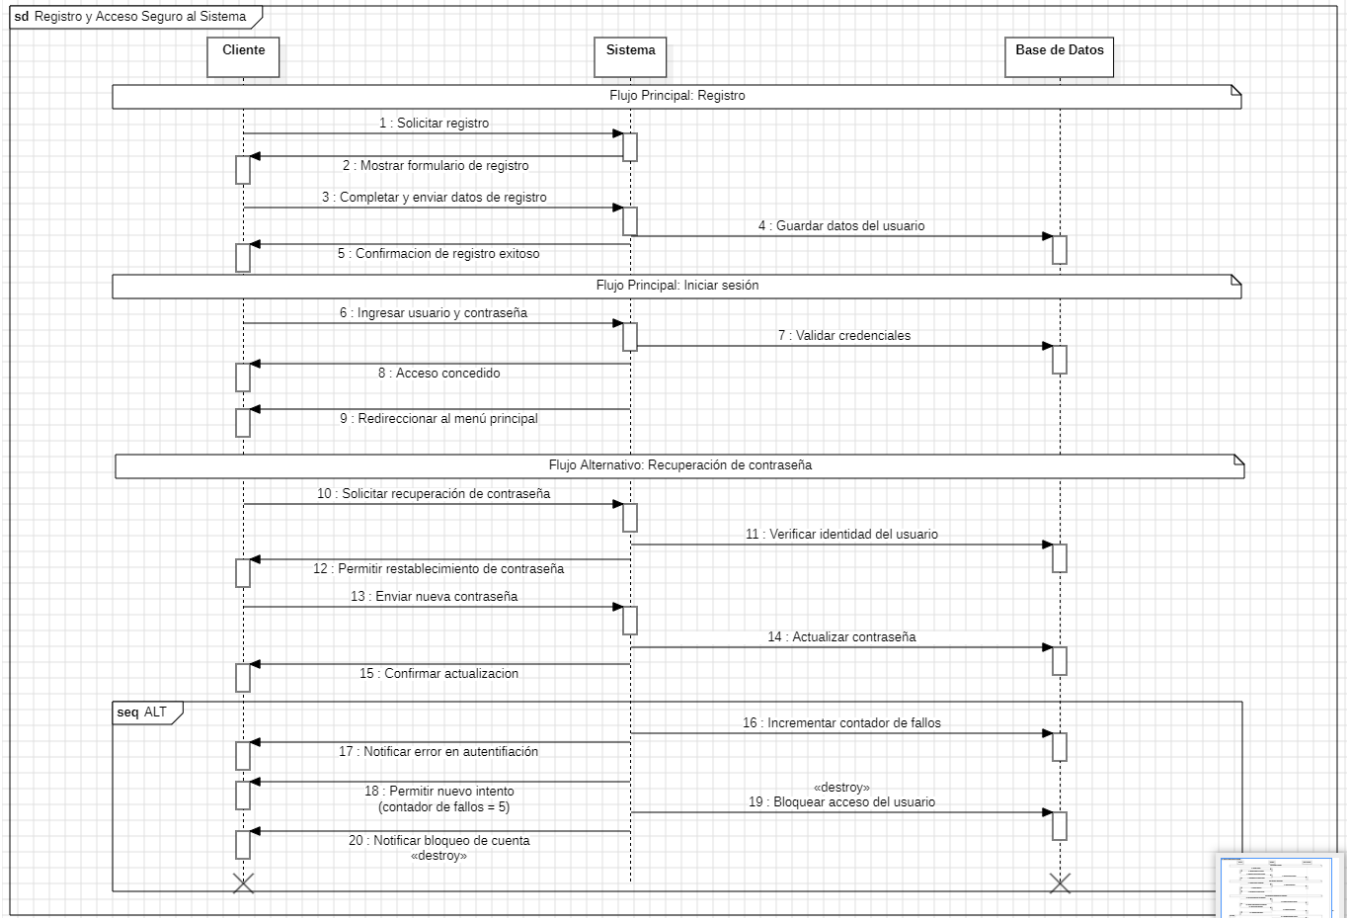 sd Registro y Acceso Seguro al Sistema
Cliente
Sistema
Base de Datos
Flujo Principal: Registro
1 : Solicitar registro
2 : Mostrar formulario de registro
3 : Completar y enviar datos de registro
4 : Guardar datos del usuario
5 : Confirmacion de registro exitoso
Flujo Principal: Iniciar sesión
6 : Ingresar usuario y contraseña
7 : Validar credenciales
8 : Acceso concedido
9 : Redireccionar al menú principal
Flujo Alternativo: Recuperación de contraseña
10 : Solicitar recuperación de contraseña
11 : Verificar identidad del usuario
12 : Permitir restablecimiento de contraseña
13 : Enviar nueva contraseña
14 : Actualizar contraseña
15 : Confirmar actualizacion
seq ALT
16 : Incrementar contador de fallos
17 : Notificar error en autentifiación
18 : Permitir nuevo intento
(contador de fallos = 5)
«destroy»
19 : Bloquear acceso del usuario
20 : Notificar bloqueo de cuenta
«destroy»